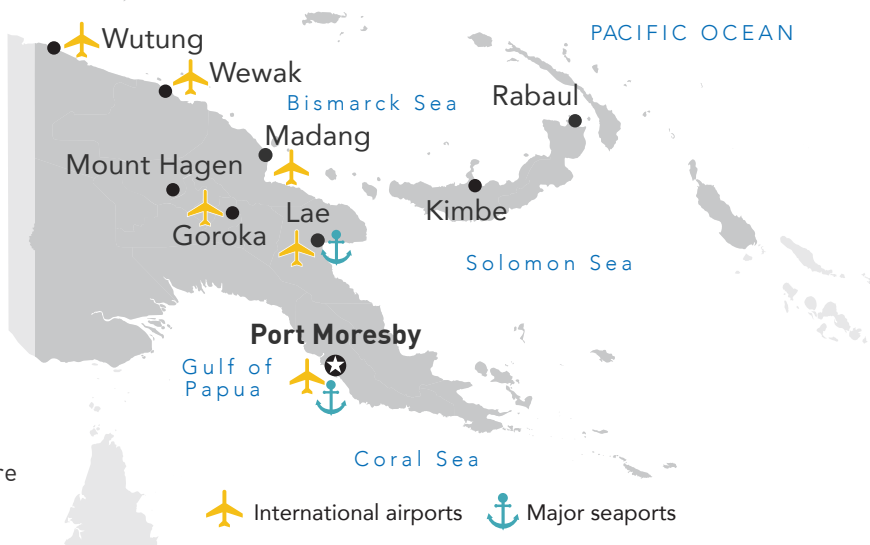 PACIFIC OCEAN
Wutung
Wewak
Bismarck Sea
Rabaul
Madang
Mount Hagen
Kimbe
Lae
Goroka
Solomon Sea
Port Moresby
Gulf of
Papua
Coral Sea
re
International airports
Major seaports